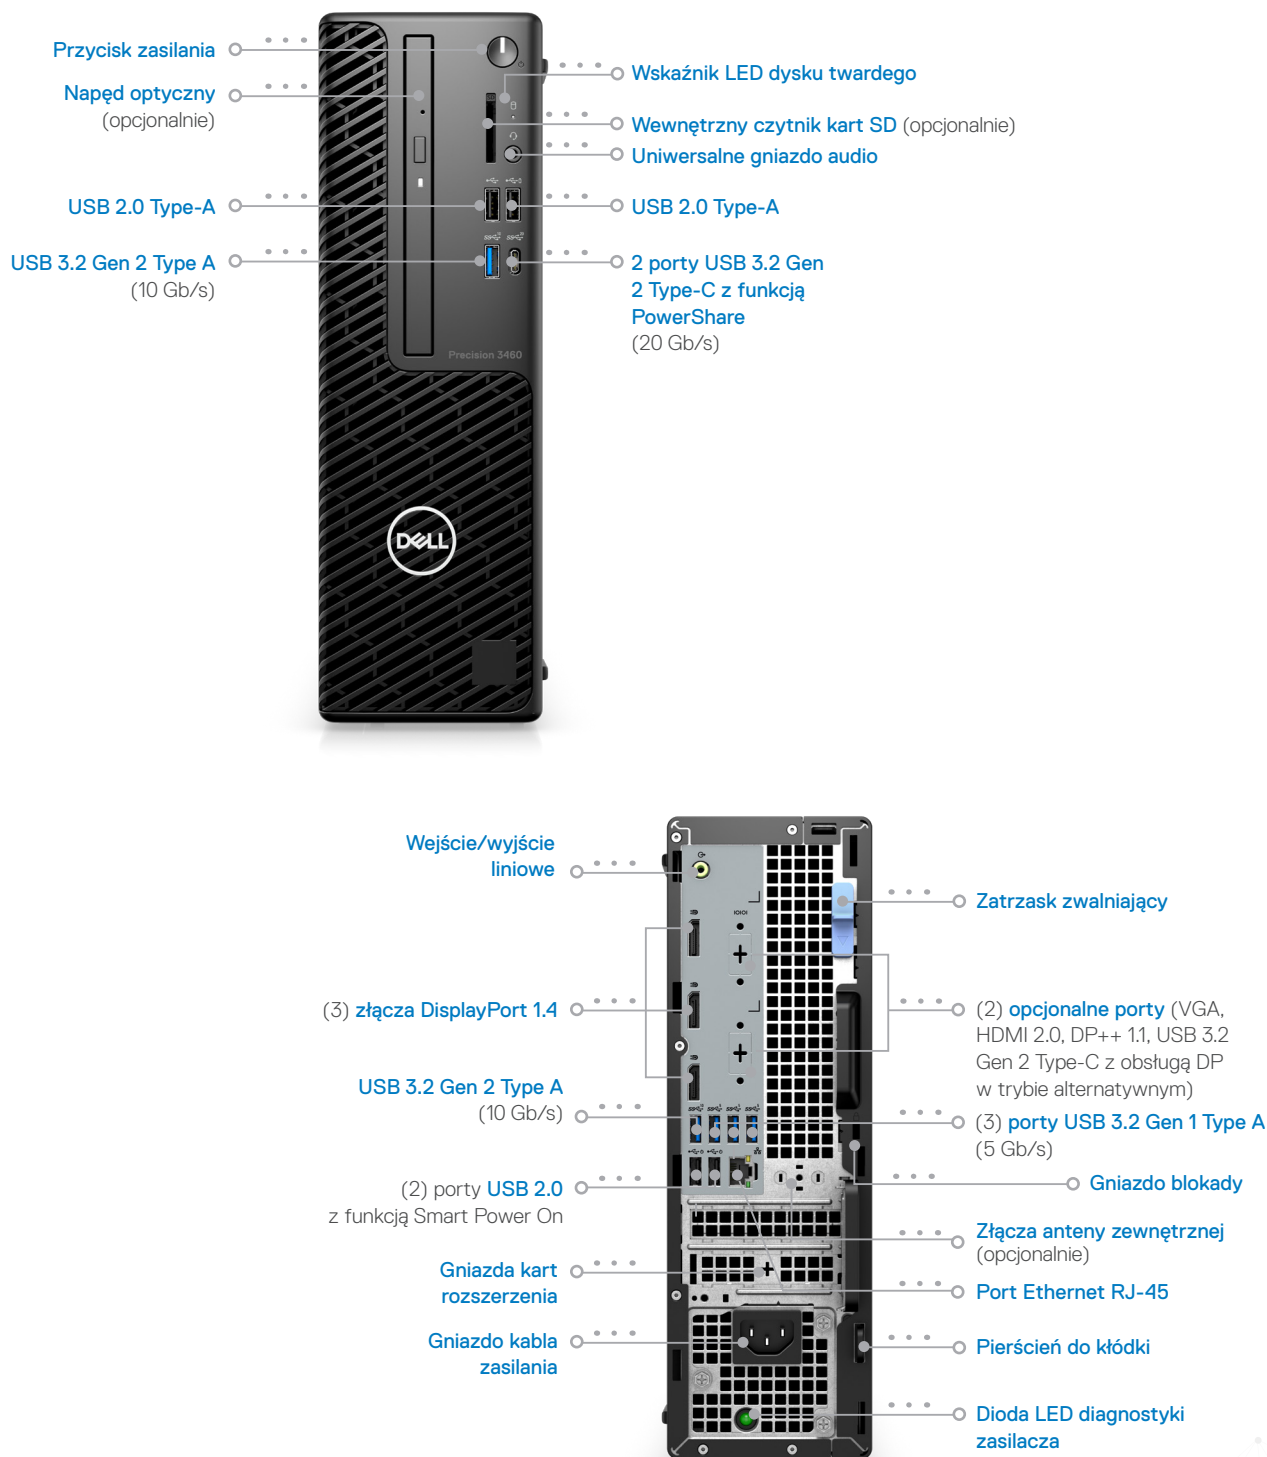 Przycisk zasilania
Napęd optyczny
(opcjonalnie)
USB 2.0 Type-A
USB 3.2 Gen 2 Type A
(10 Gb/s)
Wskaźnik LED dysku twardego
Wewnętrzny czytnik kart SD (opcjonalnie)
Uniwersalne gniazdo audio
USB 2.0 Type-A
2 porty USB 3.2 Gen
2 Type-C z funkcją
PowerShare
(20 Gb/s)
Precision 3460
DELL
Wejście/wyjście
liniowe
(3) złącza DisplayPort 1.4
USB 3.2 Gen 2 Type A
(10 Gb/s)
(2) porty USB 2.0
z funkcją Smart Power On
Gniazda kart
rozszerzenia
Gniazdo kabla
zasilania
Zatrzask zwalniający
(2) opcjonalne porty (VGA,
HDMI 2.0, DP++ 1.1, USB 3.2
Gen 2 Type-C z obsługą DP
w trybie alternatywnym)
(3) porty USB 3.2 Gen 1 Type A
(5 Gb/s)
Gniazdo blokady
Złącza anteny zewnętrznej
(opcjonalnie)
Port Ethernet RJ-45
Pierścień do kłódki
Dioda LED diagnostyki
zasilacza